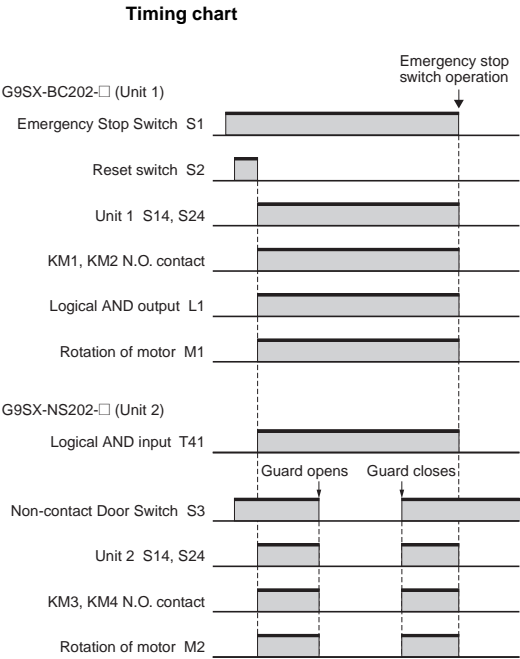 Timing chart
Emergency stop
switch operation
G9SX-BC202-□ (Unit 1)
Emergency Stop Switch S1
Reset switch S2
Unit 1 S14, S24
KM1, KM2 N.O. contact
Logical AND output L1
Rotation of motor M1
G9SX-NS202-□ (Unit 2)
Logical AND input T41
Guard opens Guard closes
Non-contact Door Switch S3
Unit 2 S14, S24
KM3, KM4 N.O. contact
Rotation of motor M2